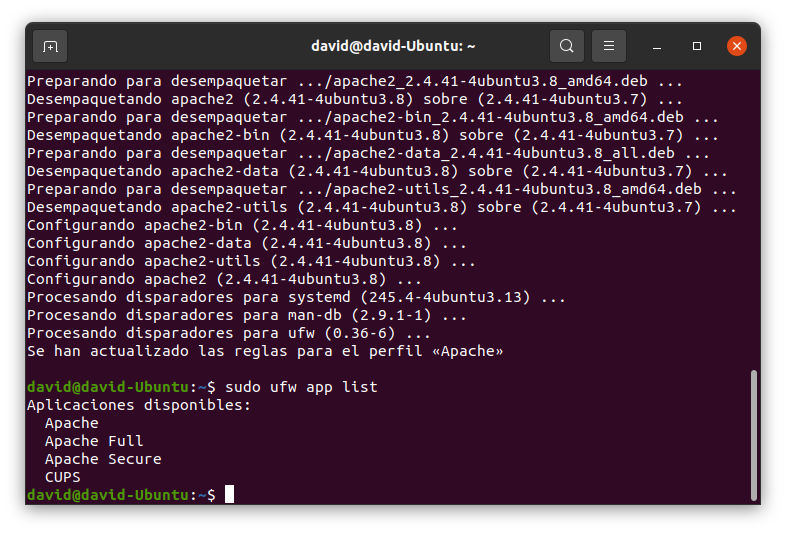 david@david-Ubuntu: ~
Preparando para desempaquetar .../apache2_2.4.41-4ubuntu3.8_amd64.deb ...
Desempaquetando apache2 (2.4.41-4ubuntu3.8) sobre (2.4.41-4ubuntu3.7) ...
Preparando para desempaquetar .../apache2-bin_2.4.41-4ubuntu3.8_amd64.deb ...
Desempaquetando apache2-bin (2.4.41-4ubuntu3.8) sobre (2.4.41-4ubuntu3.7) ...
Preparando para desempaquetar .../apache2-data_2.4.41-4ubuntu3.8_all.deb ...
Desempaquetando apache2-data (2.4.41-4ubuntu3.8) sobre (2.4.41-4ubuntu3.7) ...
Preparando para desempaquetar .../apache2-utils_2.4.41-4ubuntu3.8_amd64.deb ...
Desempaquetando apache2-utils (2.4.41-4ubuntu3.8) sobre (2.4.41-4ubuntu3.7) ...
Configurando apache2-bin (2.4.41-4ubuntu3.8) ...
Configurando apache2-data (2.4.41-4ubuntu3.8) ...
Configurando apache2-utils (2.4.41-4ubuntu3.8) ...
Configurando apache2 (2.4.41-4ubuntu3.8) ...
Procesando disparadores para systemd (245.4-4ubuntu3.13) ...
Procesando disparadores para man-db (2.9.1-1) ...
Procesando disparadores para ufw (0.36-6) ...
Se han actualizado las reglas para el perfil «Apache»
david@david-Ubuntu:~$ sudo ufw app list
Aplicaciones disponibles:
  Apache
  Apache Full
  Apache Secure
  CUPS
david@david-Ubuntu:~$